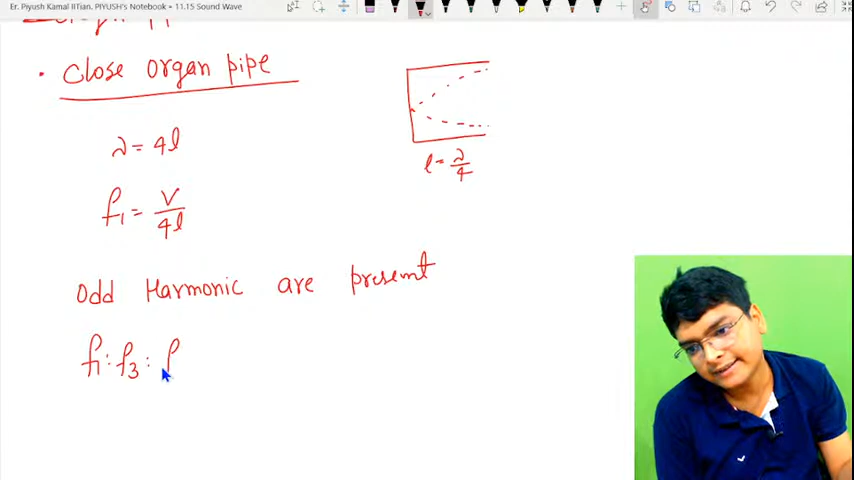 Er. Piyush Kamal IITian. PIYUSH's Notebook » 11.15 Sound Wave
• Close organ pipe
λ = 4l
l = λ/4
f₁ = V/4l
Odd Harmonic are present
f₁ : f₃ : f